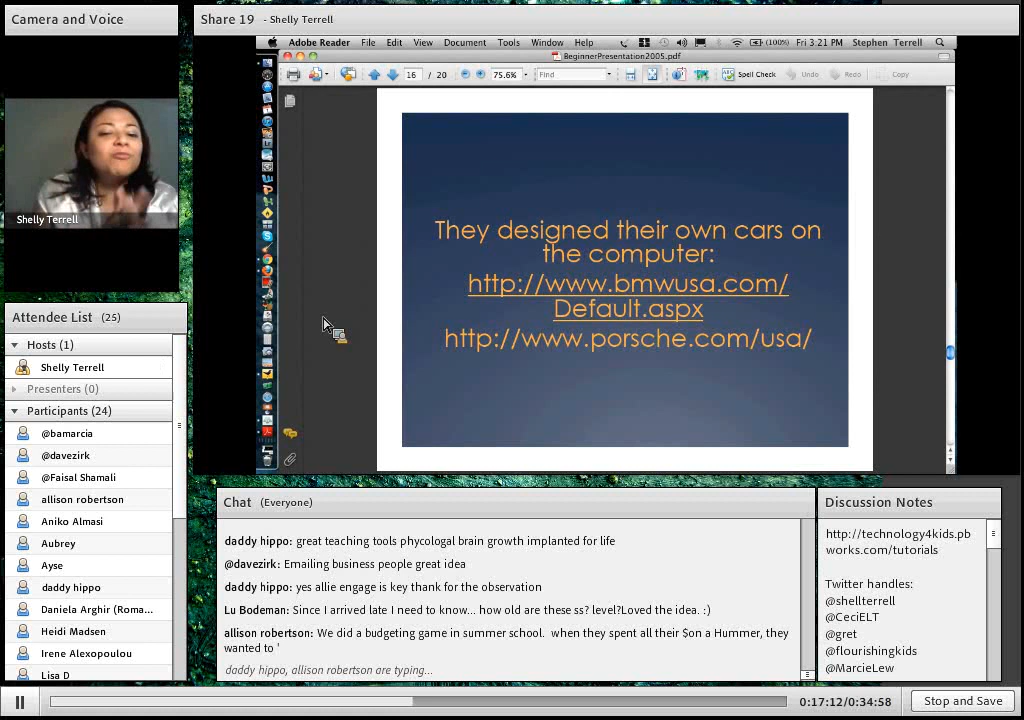 Camera and Voice
Share 19 - Shelly Terrell
Adobe Reader File Edit View Document Tools Window Help (100%) Fri 3:21 PM Stephen Terrell
BeginnerPresentation2005.pdf
16 / 20 75.6% Find Spell Check Undo Redo Copy
Shelly Terrell
They designed their own cars on
the computer:
http://www.bmwusa.com/
Default.aspx
http://www.porsche.com/usa/
Attendee List (25)
Hosts (1)
Shelly Terrell
Presenters (0)
Participants (24)
@bamarcia
@davezirk
@Faisal Shamali
allison robertson
Aniko Almasi
Aubrey
Ayse
daddy hippo
Daniela Arghir (Roma...
Heidi Madsen
Irene Alexopoulou
Lisa D
Chat (Everyone)
daddy hippo: great teaching tools phycologal brain growth implanted for life
@davezirk: Emailing business people great idea
daddy hippo: yes allie engage is key thank for the observation
Lu Bodeman: Since I arrived late I need to know... how old are these ss? level?Loved the idea. :)
allison robertson: We did a budgeting game in summer school. when they spent all their $on a Hummer, they
wanted to '
daddy hippo, allison robertson are typing...
Discussion Notes
http://technology4kids.pb
works.com/tutorials
Twitter handles:
@shellterrell
@CeciELT
@gret
@flourishingkids
@MarcieLew
0:17:12/0:34:58
Stop and Save